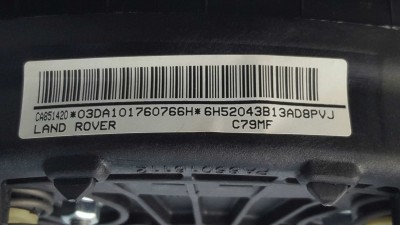 CA851420 *03DA101760766H* 6H52043B13AD8PVJ
LAND ROVER C79MF